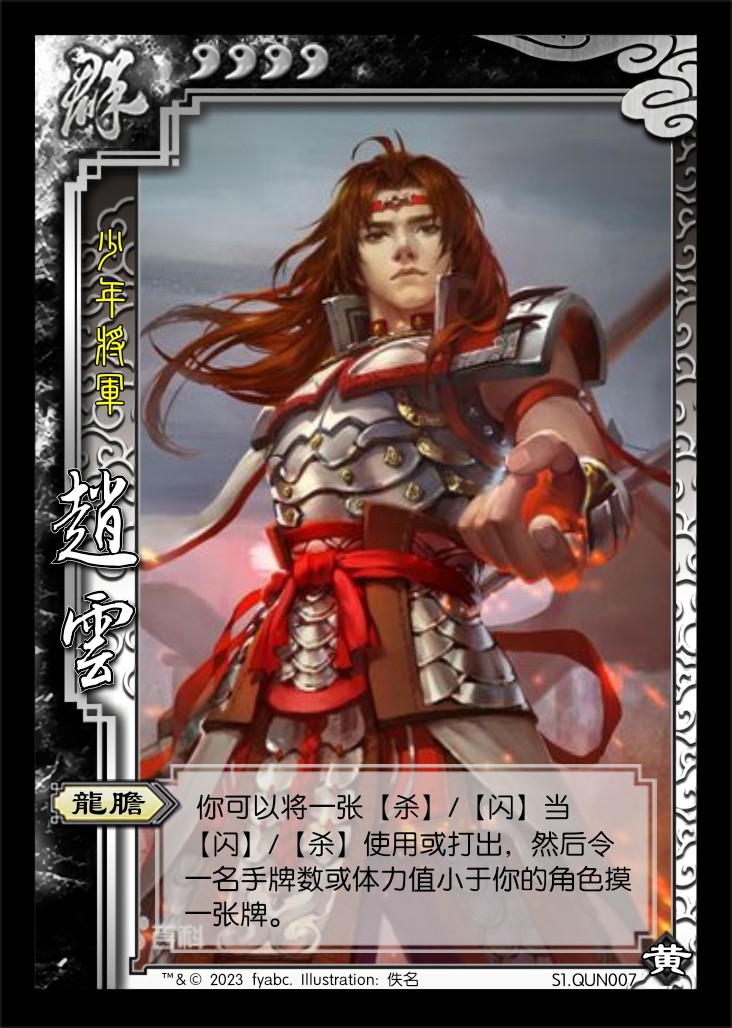 群
少年將軍
趙雲
龍膽
你可以将一张【杀】/【闪】当
【闪】/【杀】使用或打出，然后令
一名手牌数或体力值小于你的角色摸
一张牌。
百科
黄
™&© 2023 fyabc. Illustration: 佚名
S1.QUN007